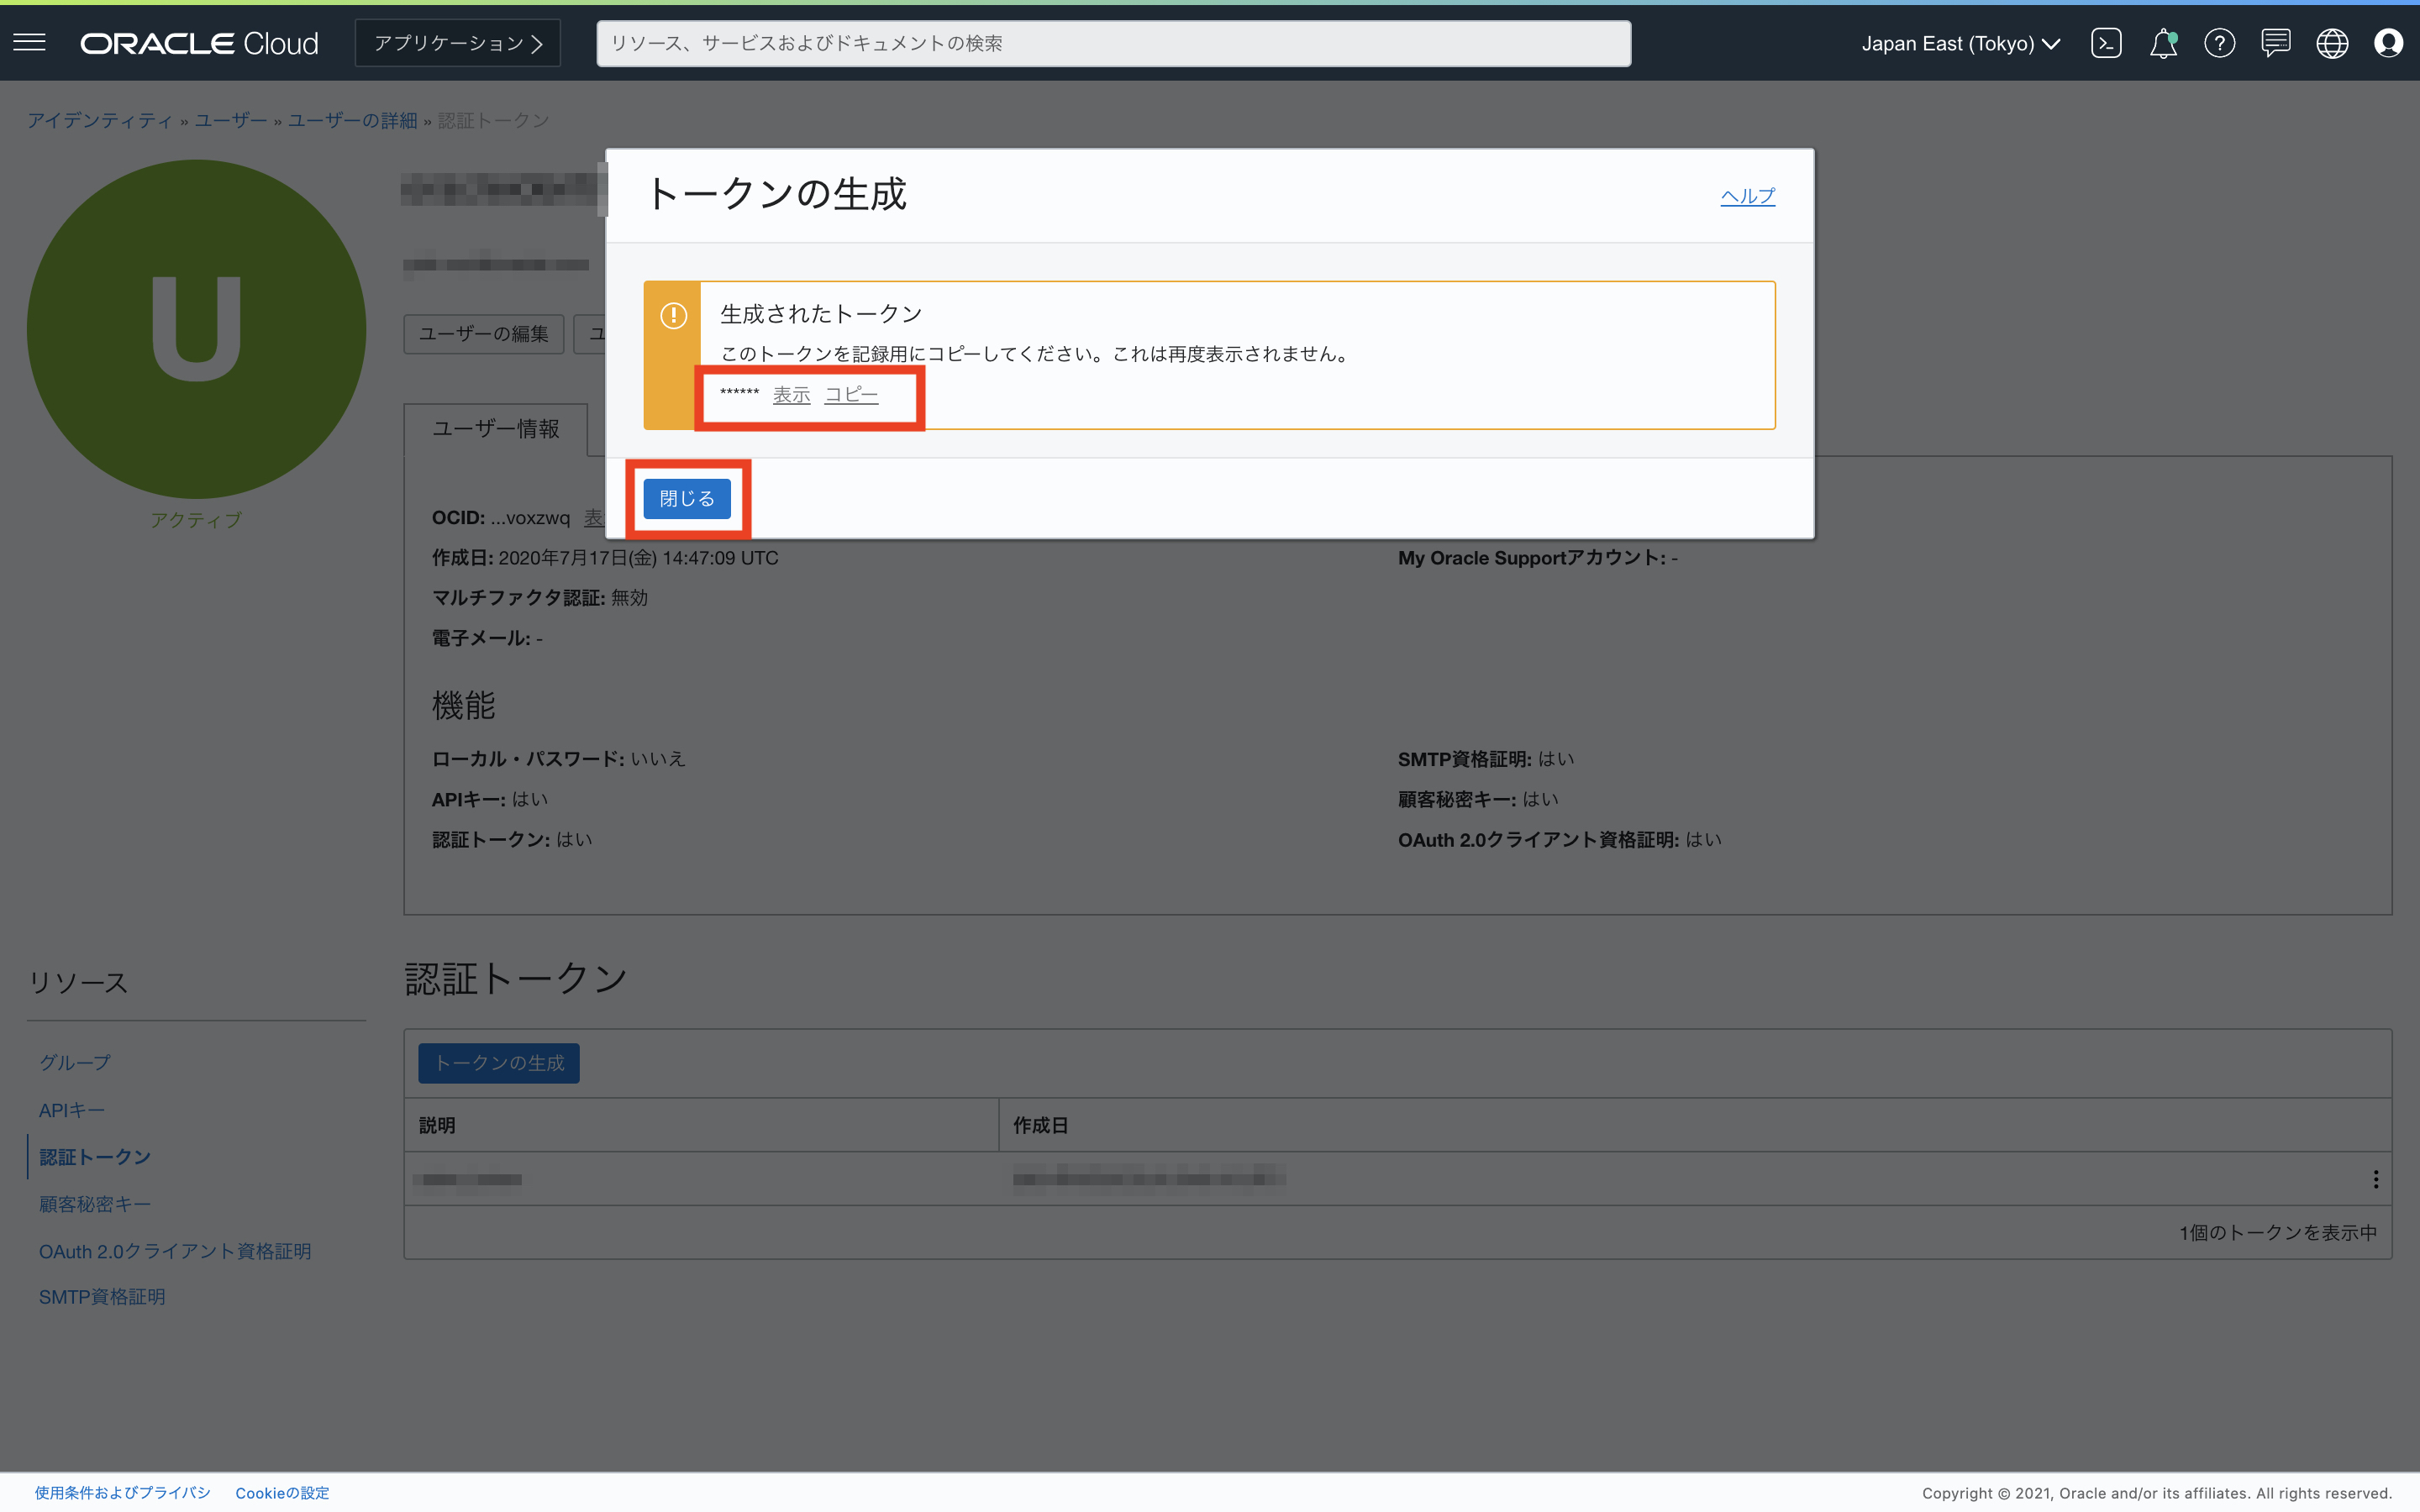 ORACLE Cloud
アプリケーション
リソース、サービスおよびドキュメントの検索
Japan East (Tokyo)
アイデンティティ » ユーザー » ユーザーの詳細 » 認証トークン
トークンの生成
ヘルプ
生成されたトークン
このトークンを記録用にコピーしてください。これは再度表示されません。
****** 表示 コピー
閉じる
U
アクティブ
ユーザーの編集
ユ
ユーザー情報
OCID: ...voxzwq 表
作成日: 2020年7月17日(金) 14:47:09 UTC
My Oracle Supportアカウント: -
マルチファクタ認証: 無効
電子メール: -
機能
ローカル・パスワード: いいえ
SMTP資格証明: はい
APIキー: はい
顧客秘密キー: はい
認証トークン: はい
OAuth 2.0クライアント資格証明: はい
リソース
グループ
APIキー
認証トークン
顧客秘密キー
OAuth 2.0クライアント資格証明
SMTP資格証明
認証トークン
トークンの生成
説明
作成日
1個のトークンを表示中
使用条件およびプライバシ
Cookieの設定
Copyright © 2021, Oracle and/or its affiliates. All rights reserved.